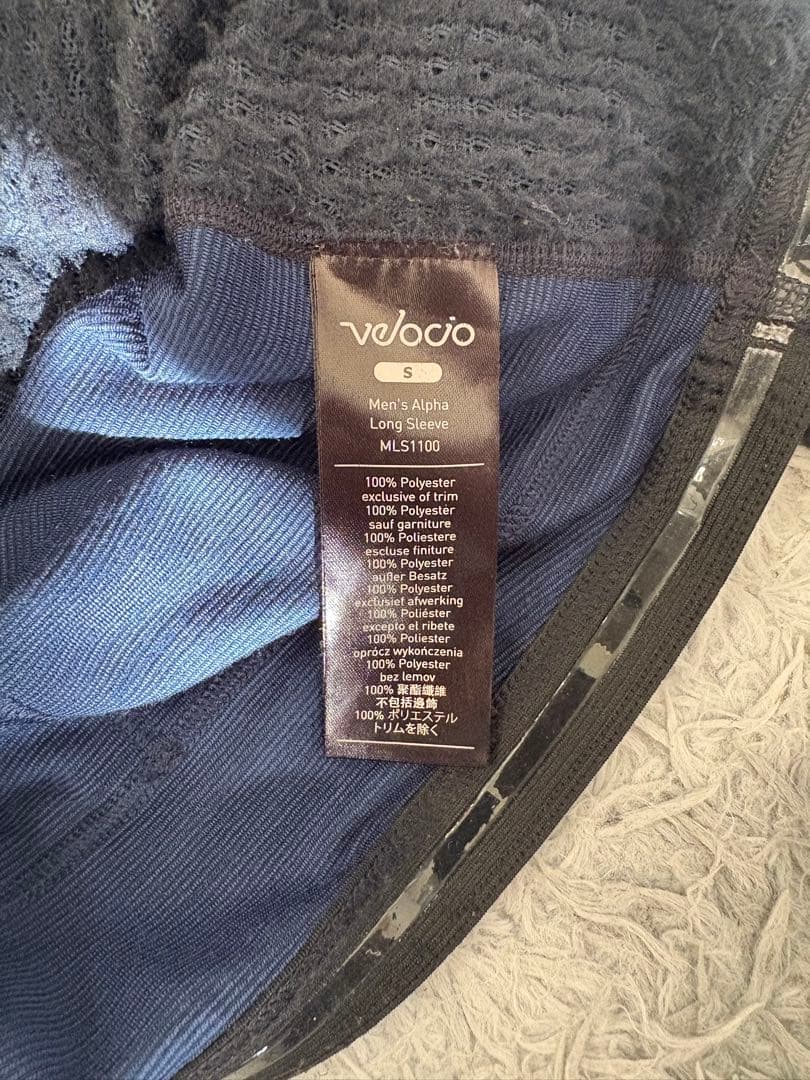 velocio
S
Men's Alpha
Long Sleeve
MLS1100
100% Polyester
exclusive of trim
100% Polyester
sauf garniture
100% Poliestere
escluse finiture
100% Polyester
außer Besatz
100% Polyester
exclusief afwerking
100% Poliéster
excepto el ribete
100% Poliester
oprócz wykończenia
100% Polyester
bez lemov
100% 聚酯纖維
不包括邊飾
100% ポリエステル
トリムを除く